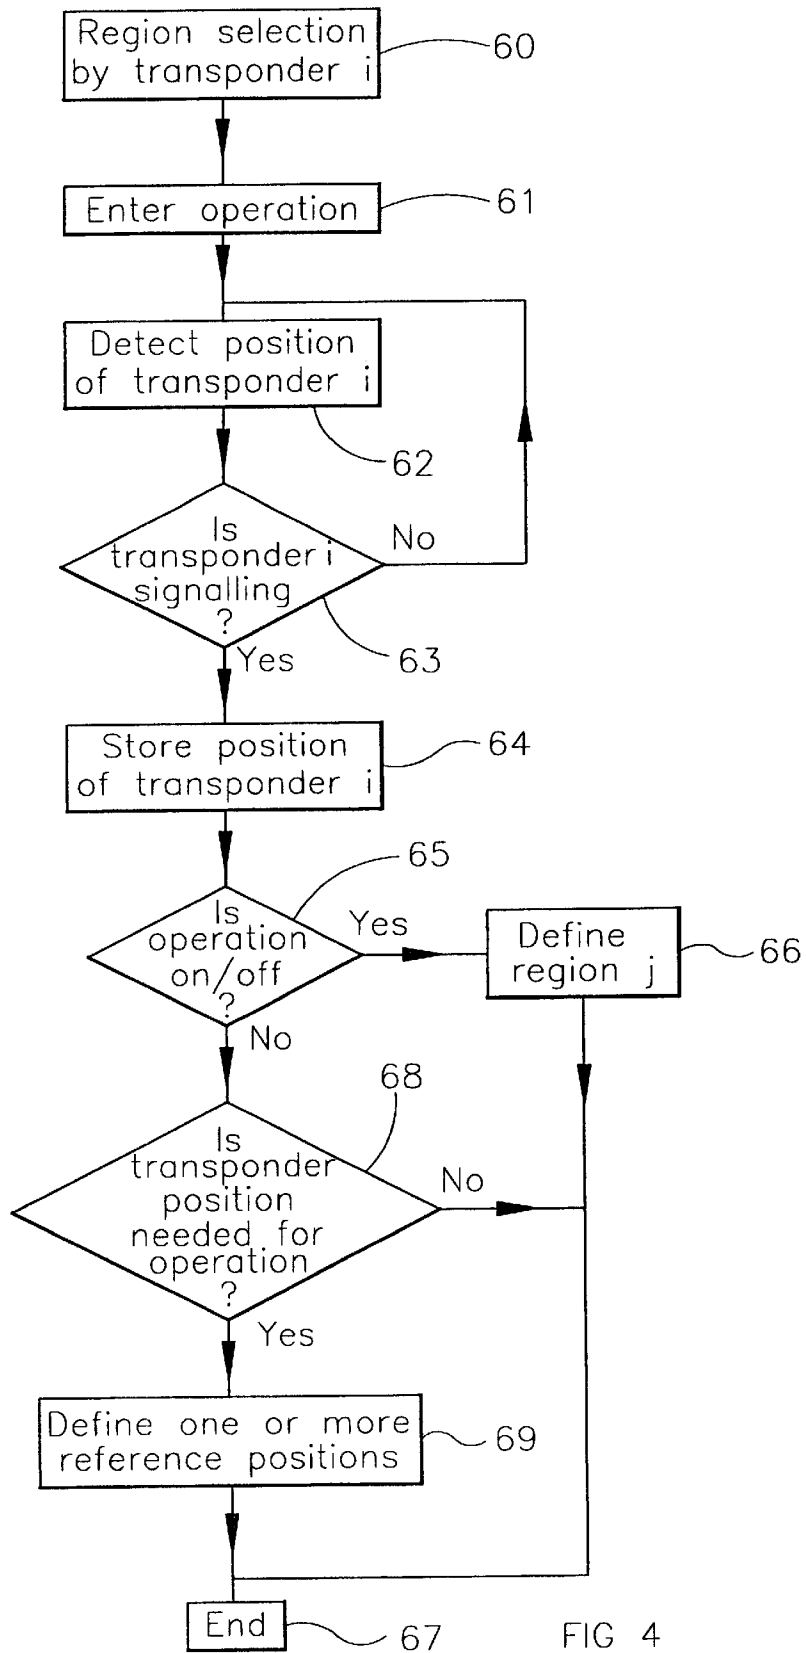 Region selection
by transponder i
60
Enter operation
61
Detect position
of transponder i
62
Is
transponder i
signalling
?
No
63
Yes
Store position
of transponder i
64
65
Is
operation
on/off
?
Yes
Define
region j
66
No
68
Is
transponder
position
needed for
operation
?
No
Yes
Define one or more
reference positions
69
End
67
FIG 4